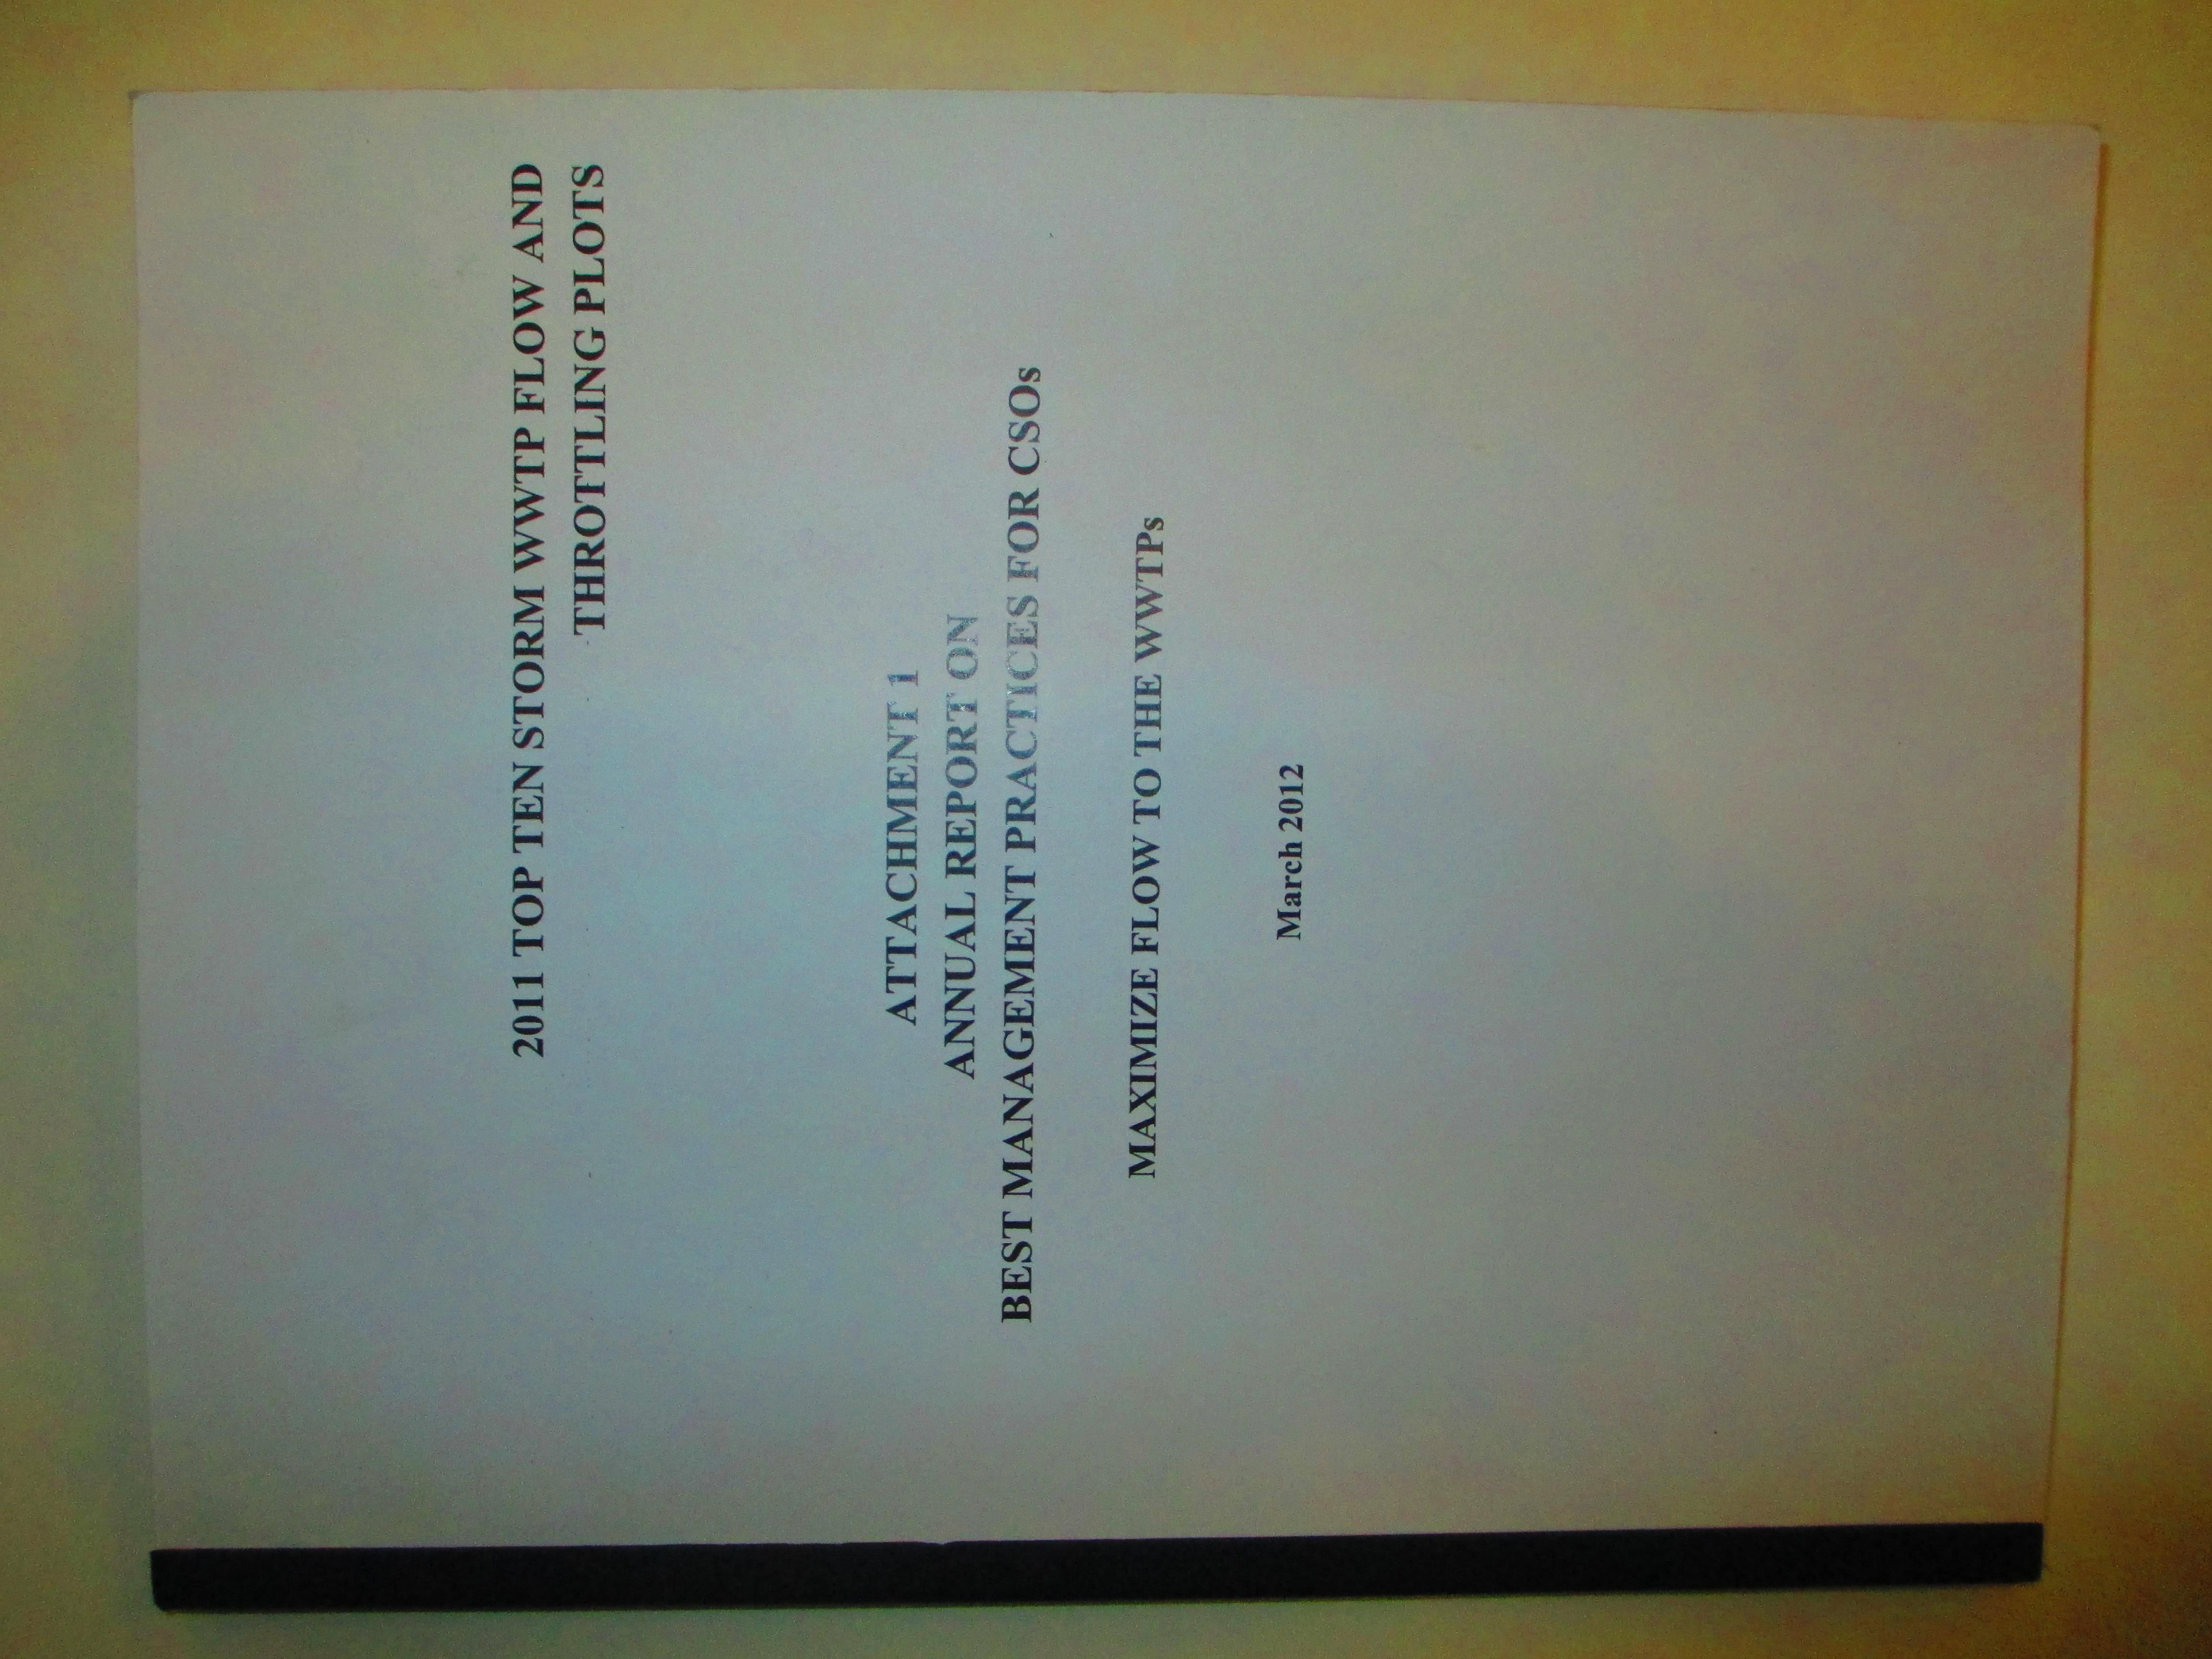 2011 TOP TEN STORM WWTP FLOW AND
THROTTLING PLOTS
ATTACHMENT 1
ANNUAL REPORT ON
BEST MANAGEMENT PRACTICES FOR CSOs
MAXIMIZE FLOW TO THE WWTPs
March 2012